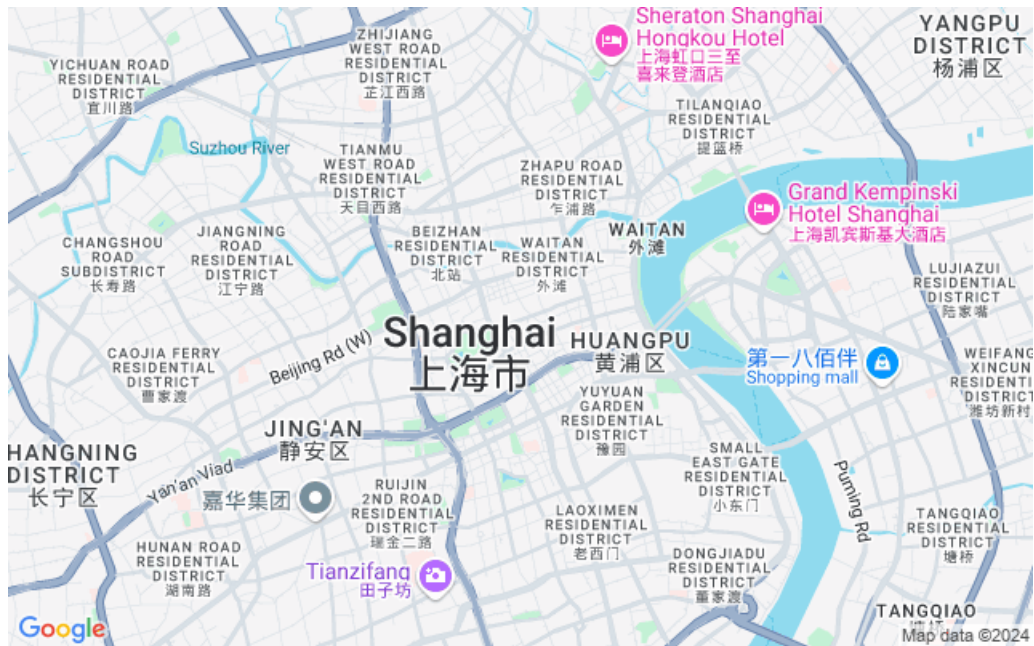 Sheraton Shanghai
Hongkou Hotel
上海虹口三至
喜来登酒店
YANGPU
DISTRICT
杨浦区
ZHIJIANG
WEST ROAD
RESIDENTIAL
DISTRICT
芷江西路
YICHUAN ROAD
RESIDENTIAL
DISTRICT
宜川路
TILANQIAO
RESIDENTIAL
DISTRICT
提篮桥
Suzhou River
TIANMU
WEST ROAD
RESIDENTIAL
DISTRICT
天目西路
ZHAPU ROAD
RESIDENTIAL
DISTRICT
乍浦路
Grand Kempinski
Hotel Shanghai
上海凯宾斯基大酒店
CHANGSHOU
ROAD
SUBDISTRICT
长寿路
JIANGNING
ROAD
RESIDENTIAL
DISTRICT
江宁路
BEIZHAN
RESIDENTIAL
DISTRICT
北站
WAITAN
RESIDENTIAL
DISTRICT
外滩
WAITAN
外滩
LUJIAZUI
RESIDENTIAL
DISTRICT
陆家嘴
Shanghai
上海市
HUANGPU
黄浦区
CAOJIA FERRY
RESIDENTIAL
DISTRICT
曹家渡
Beijing Rd (W)
第一八佰伴
Shopping mall
WEIFANG
XINCUN
RESIDENTI
DISTRICT
潍坊新村
YUYUAN
GARDEN
RESIDENTIAL
DISTRICT
豫园
JING'AN
静安区
HANGNING
DISTRICT
长宁区
Yan'an Viad
嘉华集团
RUIJIN
2ND ROAD
RESIDENTIAL
DISTRICT
瑞金二路
SMALL
EAST GATE
RESIDENTIAL
DISTRICT
小东门
Puming Rd
LAOXIMEN
RESIDENTIAL
DISTRICT
老西门
TANGQIAO
RESIDENTIAL
DISTRICT
塘桥
HUNAN ROAD
RESIDENTIAL
DISTRICT
湖南路
Tianzifang
田子坊
DONGJIADU
RESIDENTIAL
DISTRICT
董家渡
TANGQIAO
Google
Map data ©2024